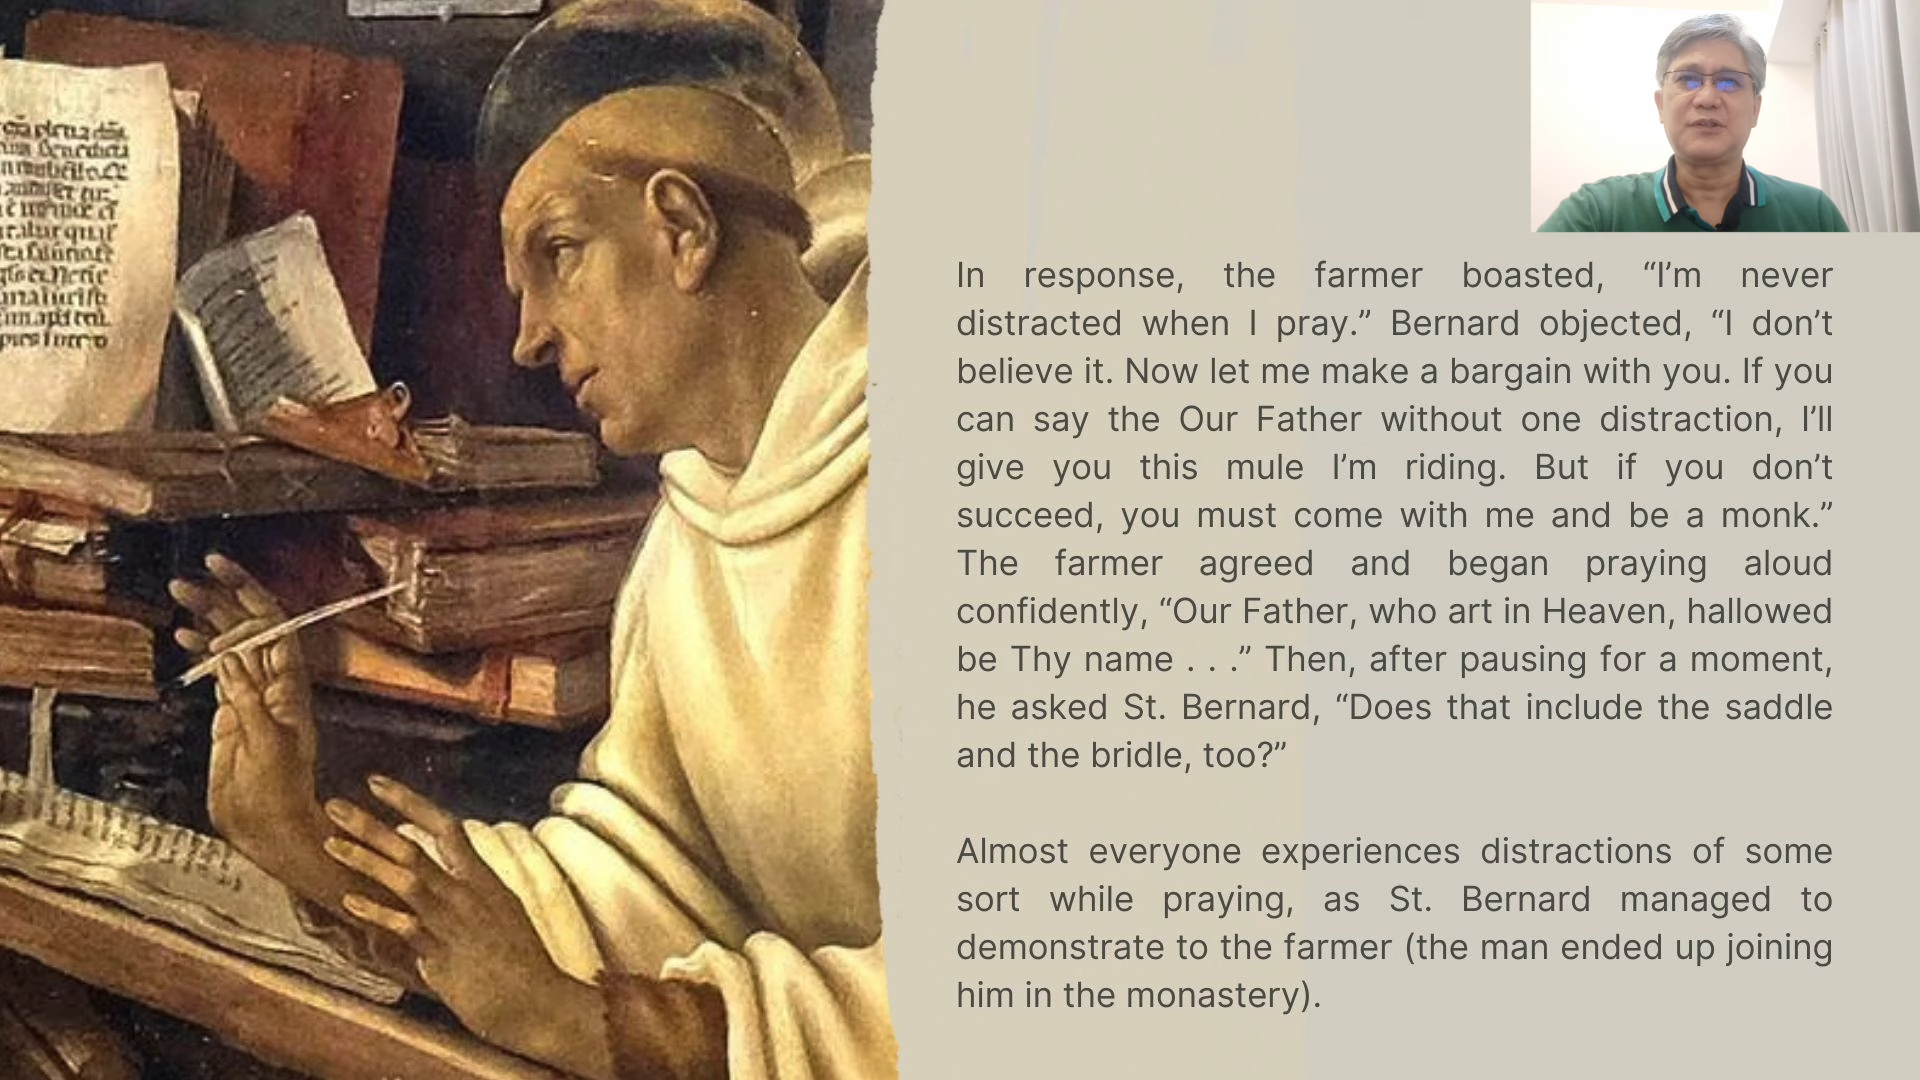 In response, the farmer boasted, “I’m never
distracted when I pray.” Bernard objected, “I don’t
believe it. Now let me make a bargain with you. If you
can say the Our Father without one distraction, I’ll
give you this mule I’m riding. But if you don’t
succeed, you must come with me and be a monk.”
The farmer agreed and began praying aloud
confidently, “Our Father, who art in Heaven, hallowed
be Thy name . . .” Then, after pausing for a moment,
he asked St. Bernard, “Does that include the saddle
and the bridle, too?”
Almost everyone experiences distractions of some
sort while praying, as St. Bernard managed to
demonstrate to the farmer (the man ended up joining
him in the monastery).